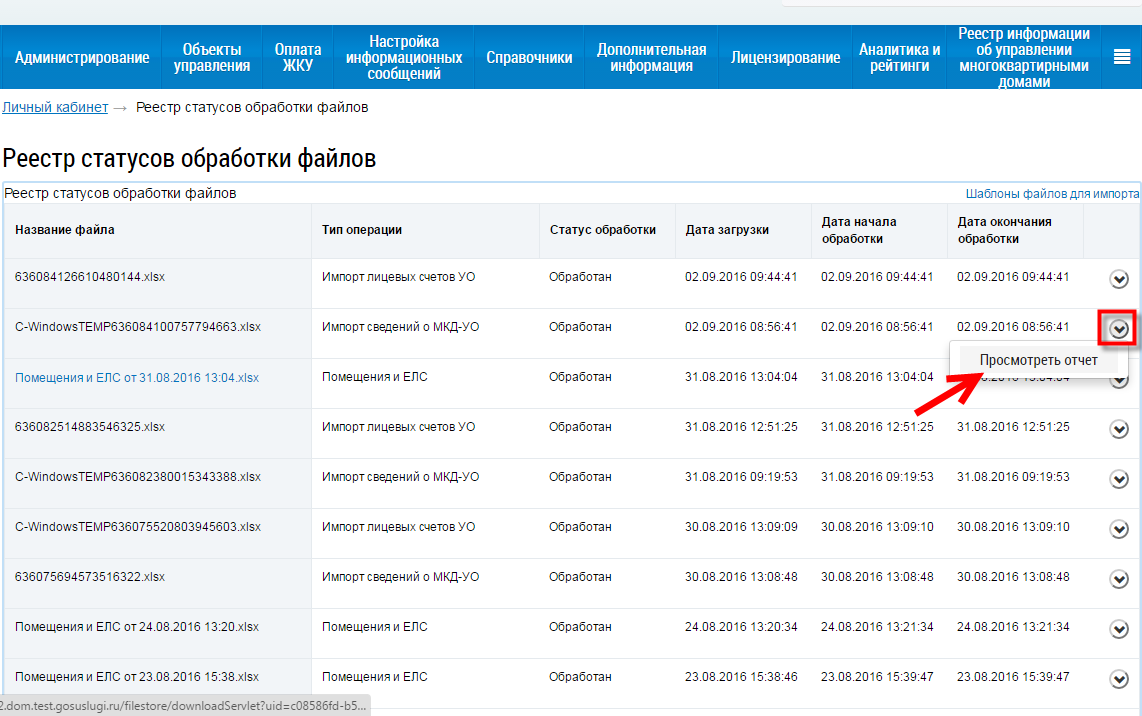 Администрирование
Объекты
управления
Оплата
ЖКУ
Настройка
информационных
сообщений
Справочники
Дополнительная
информация
Лицензирование
Аналитика и
рейтинги
Реестр информации
об управлении
многоквартирными
домами
Личный кабинет → Реестр статусов обработки файлов
Реестр статусов обработки файлов
Реестр статусов обработки файлов
Шаблоны файлов для импорта
Название файла Тип операции Статус обработки Дата загрузки Дата начала обработки Дата окончания обработки
636084126610480144.xlsx Импорт лицевых счетов УО Обработан 02.09.2016 09:44:41 02.09.2016 09:44:41 02.09.2016 09:44:41
C-WindowsTEMP636084100757794663.xlsx Импорт сведений о МКД-УО Обработан 02.09.2016 08:56:41 02.09.2016 08:56:41 02.09.2016 08:56:41
Просмотреть отчет
Помещения и ЕЛС от 31.08.2016 13:04.xlsx Помещения и ЕЛС Обработан 31.08.2016 13:04:04 31.08.2016 13:04:04
636082514883546325.xlsx Импорт лицевых счетов УО Обработан 31.08.2016 12:51:25 31.08.2016 12:51:25 31.08.2016 12:51:25
C-WindowsTEMP636082380015343388.xlsx Импорт сведений о МКД-УО Обработан 31.08.2016 09:19:53 31.08.2016 09:19:53 31.08.2016 09:19:53
C-WindowsTEMP636075520803945603.xlsx Импорт лицевых счетов УО Обработан 30.08.2016 13:09:09 30.08.2016 13:09:10 30.08.2016 13:09:10
636075694573516322.xlsx Импорт сведений о МКД-УО Обработан 30.08.2016 13:08:48 30.08.2016 13:08:48 30.08.2016 13:08:48
Помещения и ЕЛС от 24.08.2016 13:20.xlsx Помещения и ЕЛС Обработан 24.08.2016 13:20:34 24.08.2016 13:21:34 24.08.2016 13:21:34
Помещения и ЕЛС от 23.08.2016 15:38.xlsx Помещения и ЕЛС Обработан 23.08.2016 15:38:46 23.08.2016 15:39:47 23.08.2016 15:39:47
2.dom.test.gosuslugi.ru/filestore/downloadServlet?uid=c08586fd-b5...